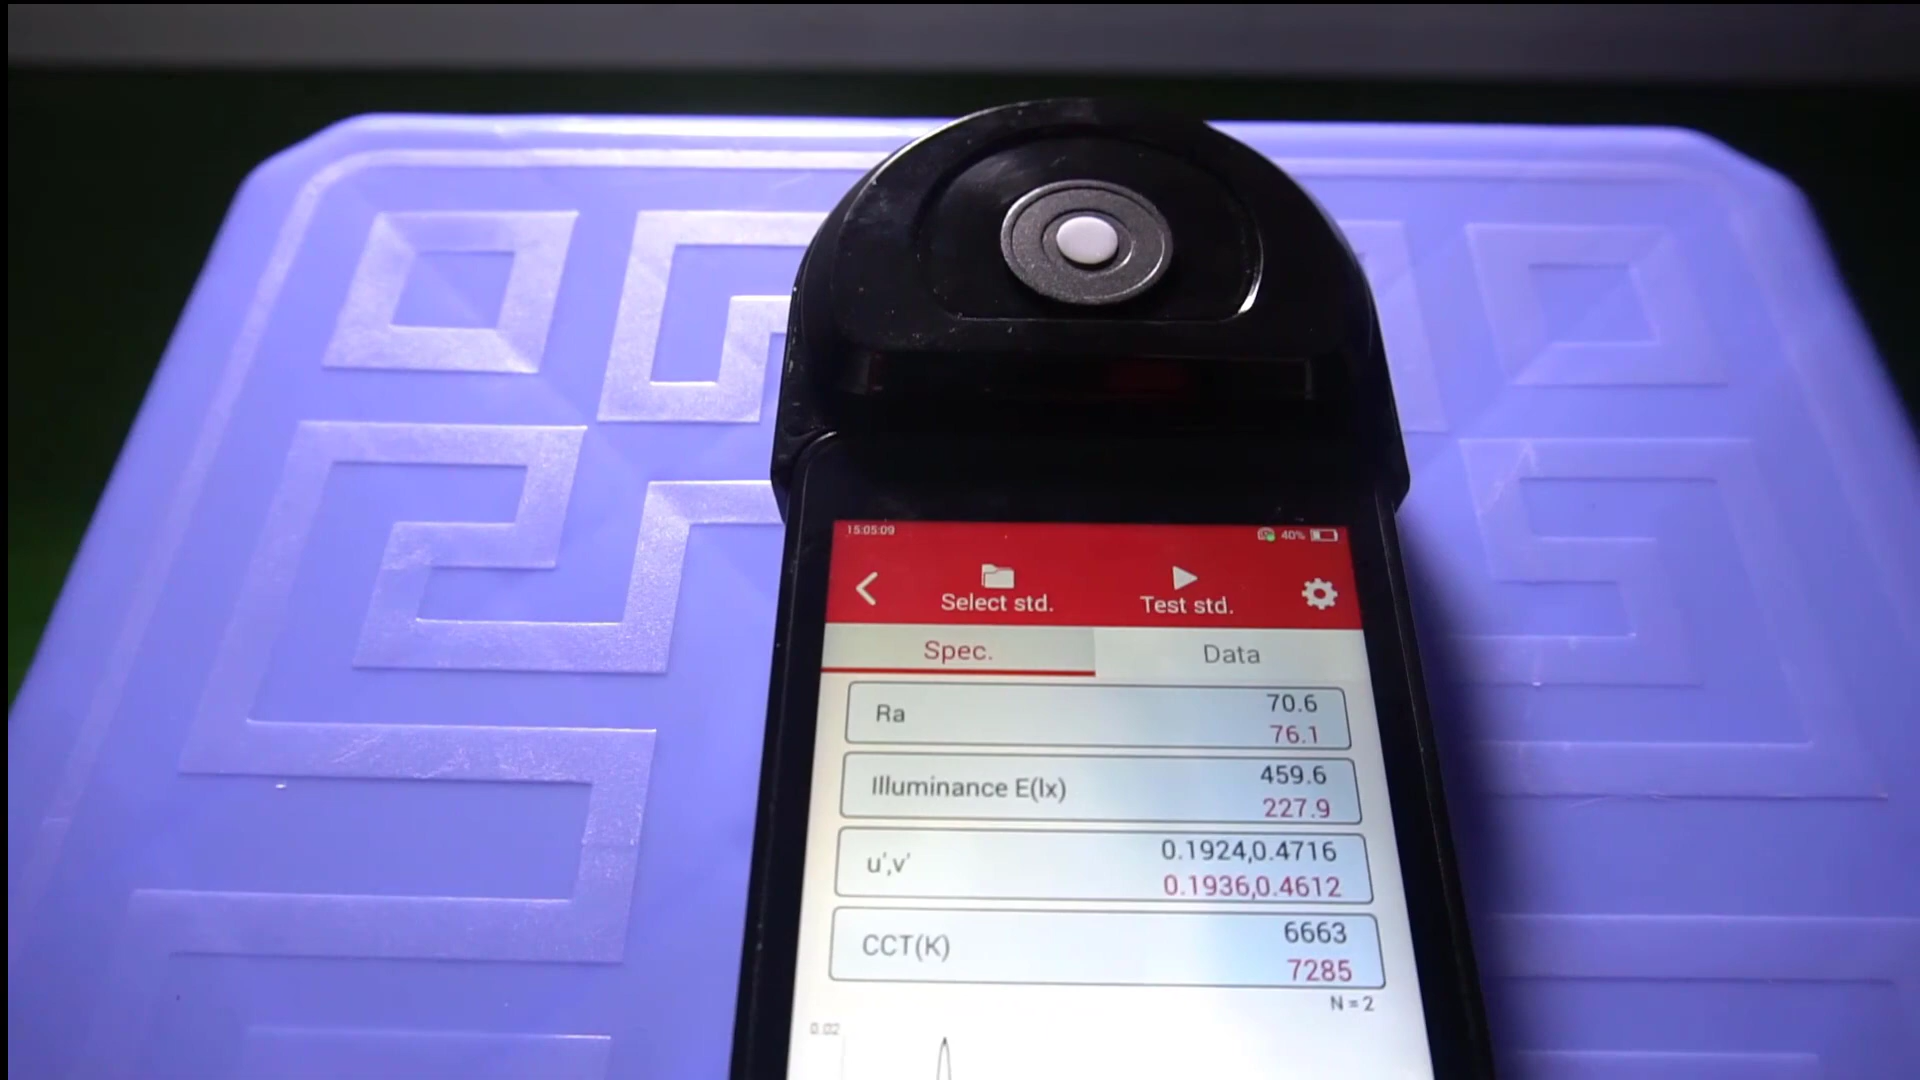 15:05:09 40%
Select std. Test std.
Spec. Data
Ra 70.6
76.1
Illuminance E(lx) 459.6
227.9
u',v' 0.1924,0.4716
0.1936,0.4612
CCT(K) 6663
7285
N = 2
0.02